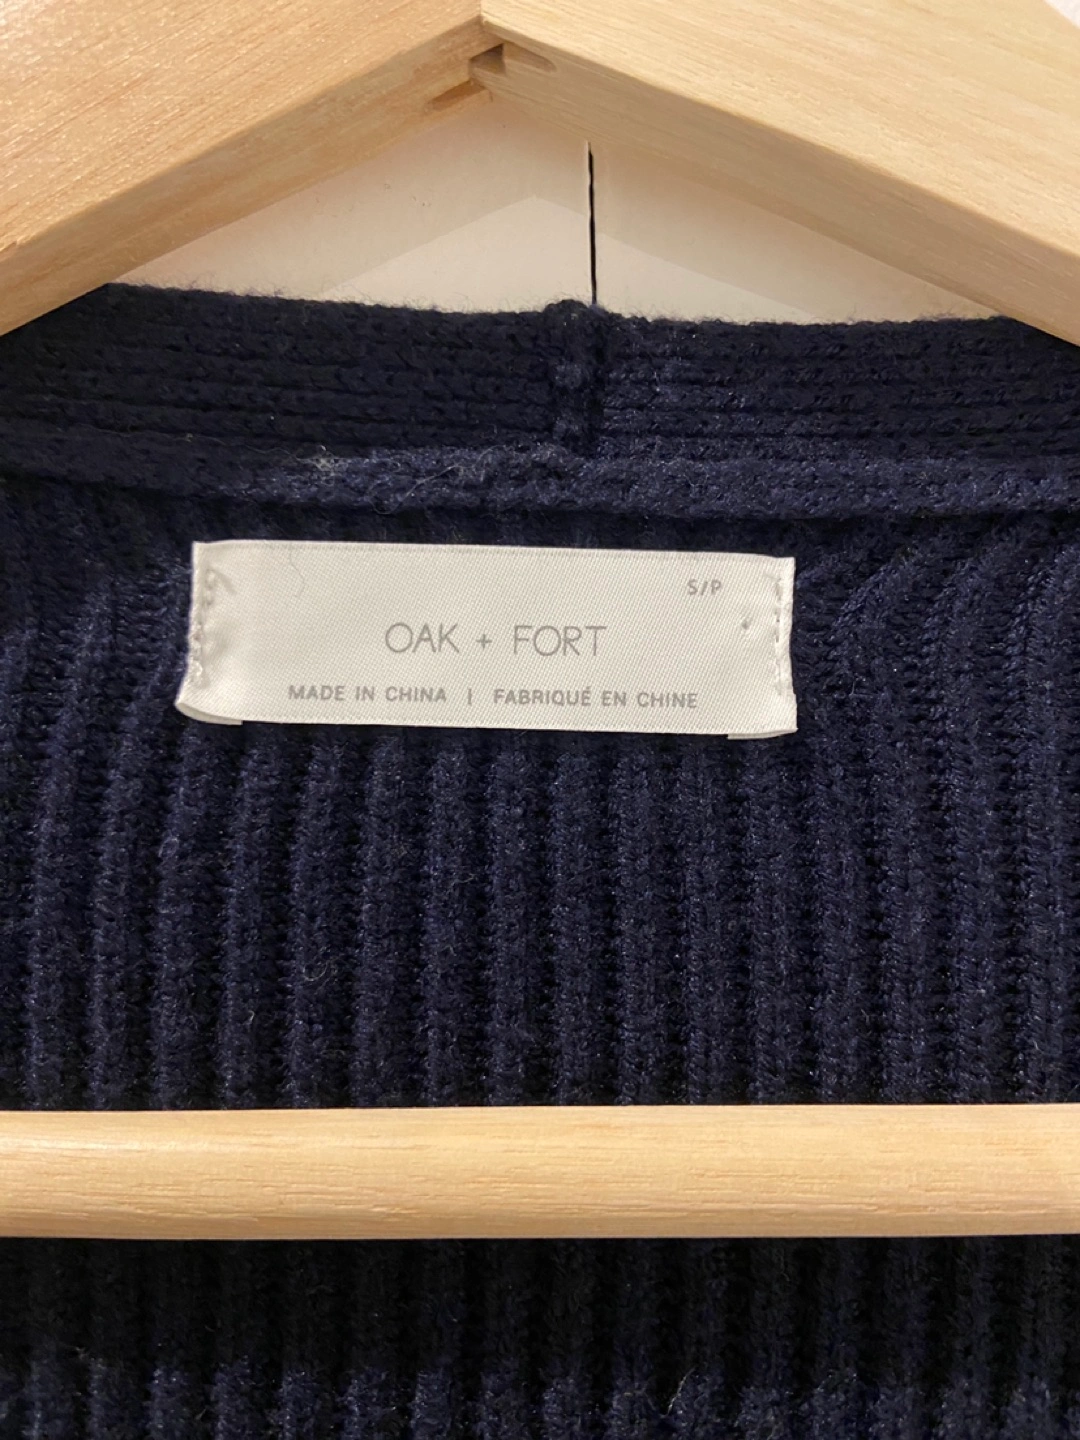 S/P
OAK + FORT
MADE IN CHINA | FABRIQUÉ EN CHINE